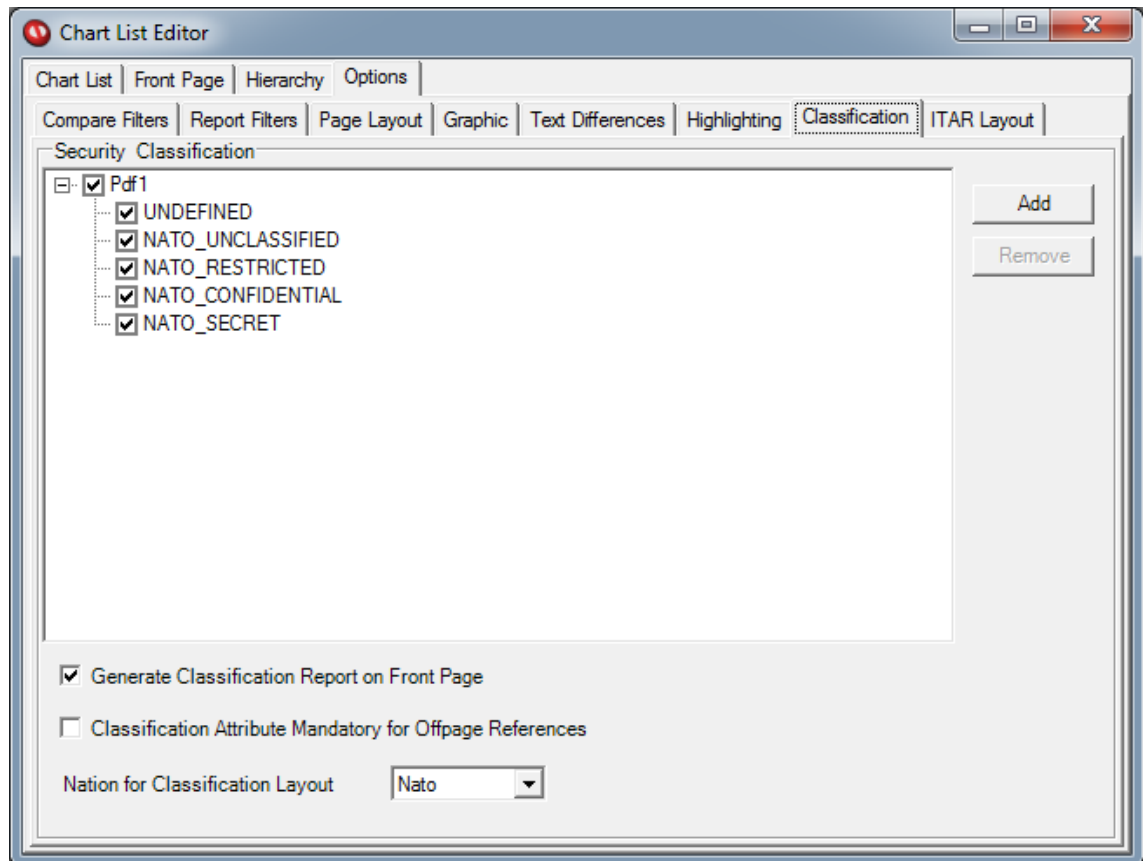 Chart List Editor
Chart List Front Page Hierarchy Options
Compare Filters Report Filters Page Layout Graphic Text Differences Highlighting Classification ITAR Layout
Security Classification
Pdf1
UNDEFINED
NATO_UNCLASSIFIED
NATO_RESTRICTED
NATO_CONFIDENTIAL
NATO_SECRET
Add
Remove
Generate Classification Report on Front Page
Classification Attribute Mandatory for Offpage References
Nation for Classification Layout Nato